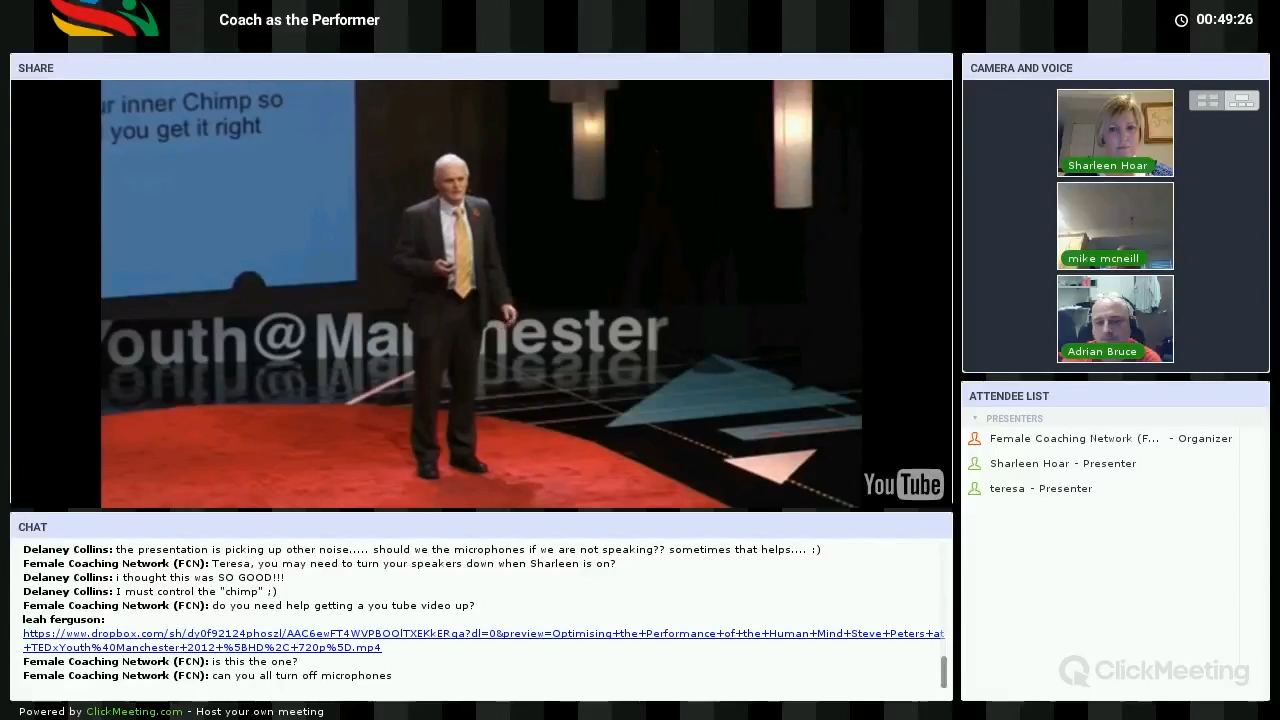 Coach as the Performer
00:49:26
SHARE
CAMERA AND VOICE
ur inner Chimp so
you get it right
Youth@Manchester
YouTube
Sharleen Hoar
mike mcneill
Adrian Bruce
ATTENDEE LIST
PRESENTERS
Female Coaching Network (F... - Organizer
Sharleen Hoar - Presenter
teresa - Presenter
CHAT
Delaney Collins: the presentation is picking up other noise..... should we the microphones if we are not speaking?? sometimes that helps.... :)
Female Coaching Network (FCN): Teresa, you may need to turn your speakers down when Sharleen is on?
Delaney Collins: i thought this was SO GOOD!!!
Delaney Collins: I must control the "chimp" ;)
Female Coaching Network (FCN): do you need help getting a you tube video up?
leah ferguson:
https://www.dropbox.com/sh/dy0f92124phoszl/AAC6ewFT4WVPBOOlTXEKkERqa?dl=0&preview=Optimising+the+Performance+of+the+Human+Mind+Steve+Peters+at
+TEDxYouth%40Manchester+2012+%5BHD%2C+720p%5D.mp4
Female Coaching Network (FCN): is this the one?
Female Coaching Network (FCN): can you all turn off microphones
ClickMeeting
Powered by ClickMeeting.com - Host your own meeting